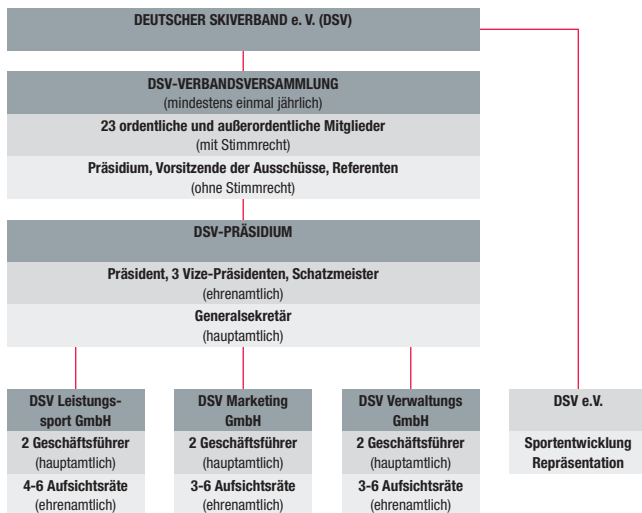 DEUTSCHER SKIVERBAND e. V. (DSV)
DSV-VERBANDSVERSAMMLUNG
(mindestens einmal jährlich)
23 ordentliche und außerordentliche Mitglieder
(mit Stimmrecht)
Präsidium, Vorsitzende der Ausschüsse, Referenten
(ohne Stimmrecht)
DSV-PRÄSIDIUM
Präsident, 3 Vize-Präsidenten, Schatzmeister
(ehrenamtlich)
Generalsekretär
(hauptamtlich)
DSV Leistungs-
sport GmbH
2 Geschäftsführer
(hauptamtlich)
4-6 Aufsichtsräte
(ehrenamtlich)
DSV Marketing
GmbH
2 Geschäftsführer
(hauptamtlich)
3-6 Aufsichtsräte
(ehrenamtlich)
DSV Verwaltungs
GmbH
2 Geschäftsführer
(hauptamtlich)
3-6 Aufsichtsräte
(ehrenamtlich)
DSV e.V.
Sportentwicklung
Repräsentation